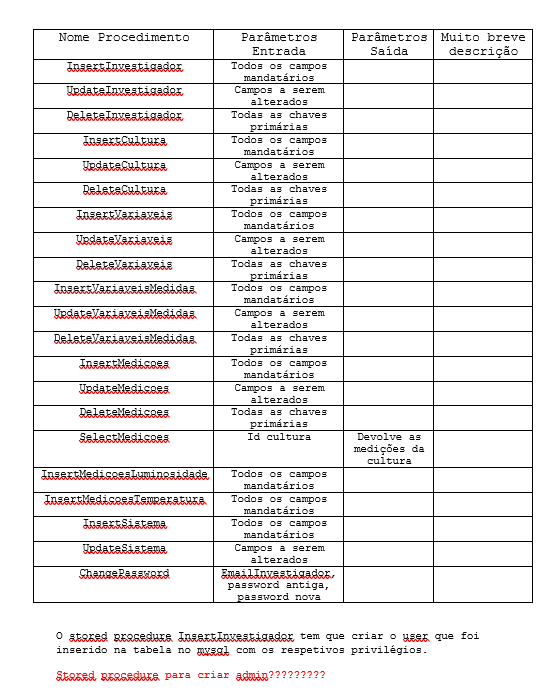 Nome Procedimento Parâmetros Parâmetros Muito breve
Entrada Saída descrição
InsertInvestigador Todos os campos
mandatários
UpdateInvestigador Campos a serem
alterados
DeleteInvestigador Todas as chaves
primárias
InsertCultura Todos os campos
mandatários
UpdateCultura Campos a serem
alterados
DeleteCultura Todas as chaves
primárias
InsertVariaveis Todos os campos
mandatários
UpdateVariaveis Campos a serem
alterados
DeleteVariaveis Todas as chaves
primárias
InsertVariaveisMedidas Todos os campos
mandatários
UpdateVariaveisMedidas Campos a serem
alterados
DeleteVariaveisMedidas Todas as chaves
primárias
InsertMedicoes Todos os campos
mandatários
UpdateMedicoes Campos a serem
alterados
DeleteMedicoes Todas as chaves
primárias
SelectMedicoes Id cultura Devolve as
medições da
cultura
InsertMedicoesLuminosidade Todos os campos
mandatários
InsertMedicoesTemperatura Todos os campos
mandatários
InsertSistema Todos os campos
mandatários
UpdateSistema Campos a serem
alterados
ChangePassword EmailInvestigador,
password antiga,
password nova
O stored procedure InsertInvestigador tem que criar o user que foi
inserido na tabela no mysql com os respetivos privilégios.
Stored procedure para criar admin?????????